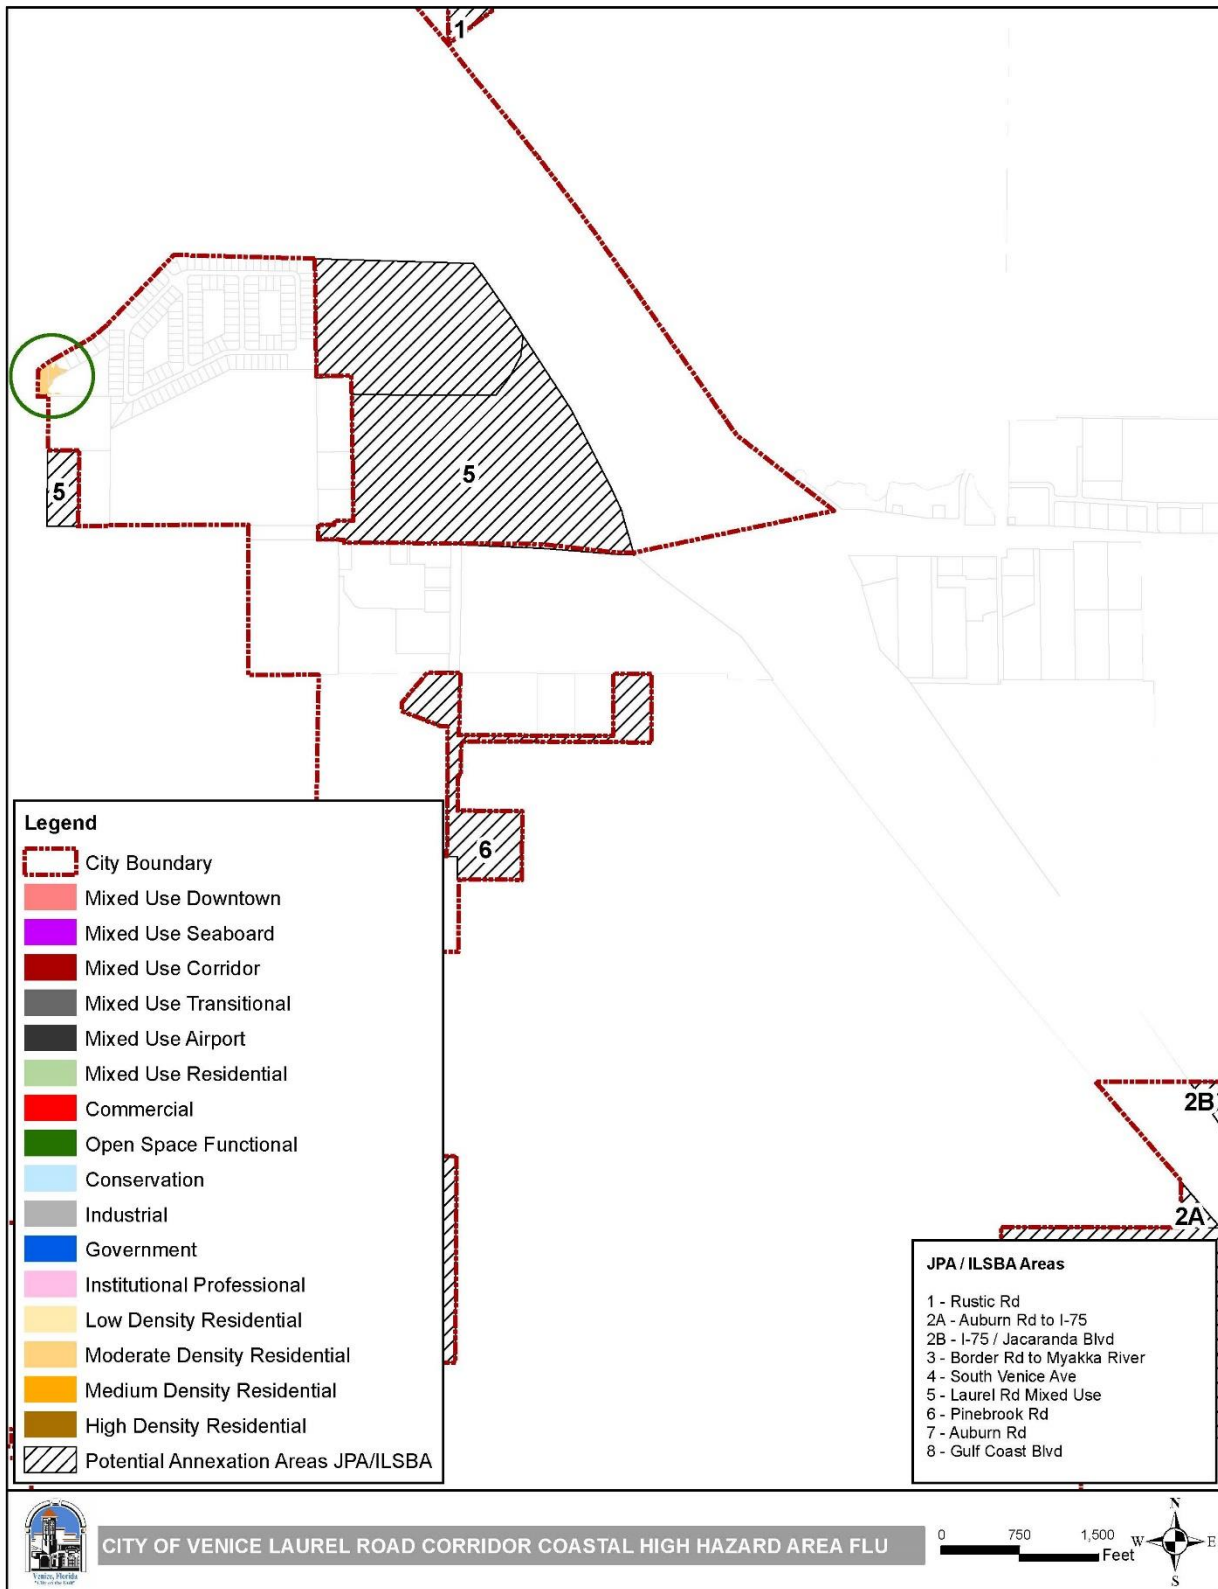 1
5
5
6
2B
2A
Legend
City Boundary
Mixed Use Downtown
Mixed Use Seaboard
Mixed Use Corridor
Mixed Use Transitional
Mixed Use Airport
Mixed Use Residential
Commercial
Open Space Functional
Conservation
Industrial
Government
Institutional Professional
Low Density Residential
Moderate Density Residential
Medium Density Residential
High Density Residential
Potential Annexation Areas JPA/ILSBA
JPA / ILSBA Areas
1 - Rustic Rd
2A - Auburn Rd to I-75
2B - I-75 / Jacaranda Blvd
3 - Border Rd to Myakka River
4 - South Venice Ave
5 - Laurel Rd Mixed Use
6 - Pinebrook Rd
7 - Auburn Rd
8 - Gulf Coast Blvd
Venice, Florida
"City on the Gulf"
CITY OF VENICE LAUREL ROAD CORRIDOR COASTAL HIGH HAZARD AREA FLU
0 750 1,500
Feet
N
W E
S